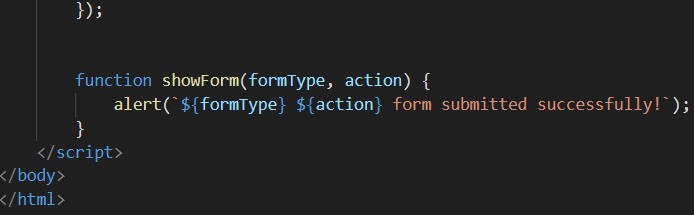 });
function showForm(formType, action) {
alert(`${formType} ${action} form submitted successfully!`);
}
</script>
</body>
</html>